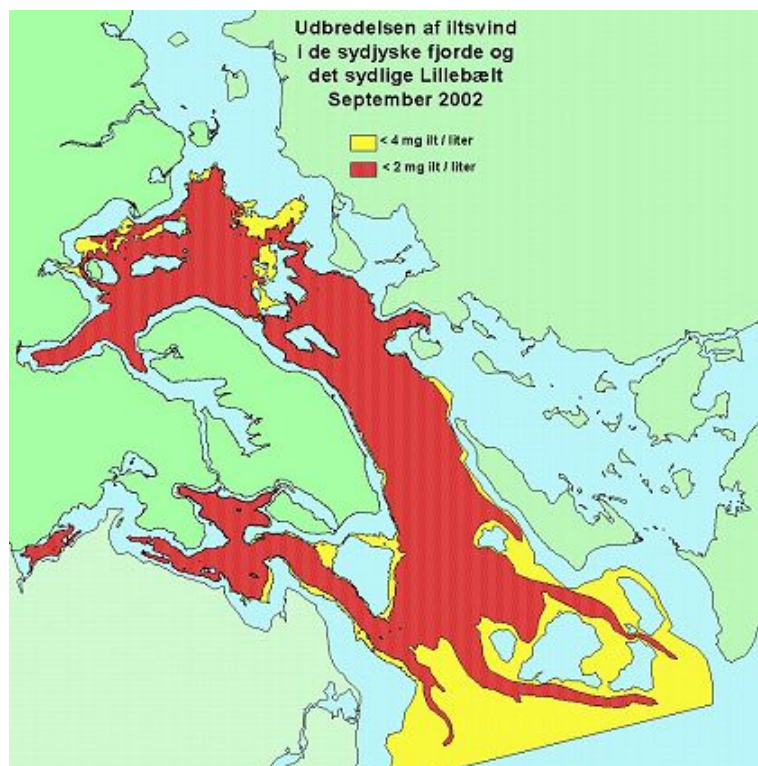 Udbredelsen af iltsvind
i de sydjyske fjorde og
det sydlige Lillebælt
September 2002
< 4 mg ilt / liter
< 2 mg ilt / liter